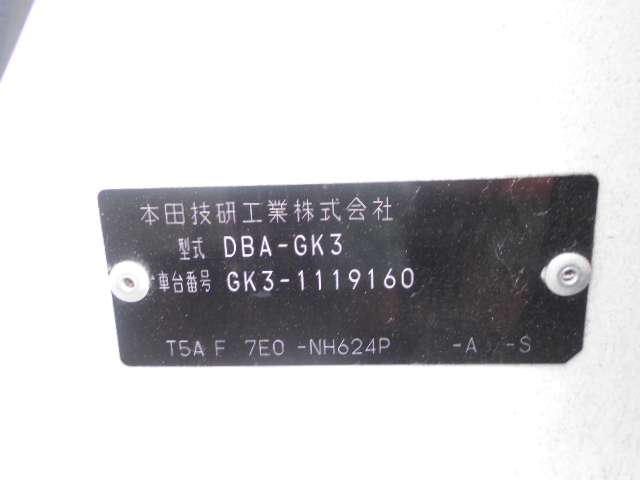 本田技研工業株式会社
型式 DBA-GK3
車台番号 GK3-1119160
T5A F 7E0 -NH624P -A -S